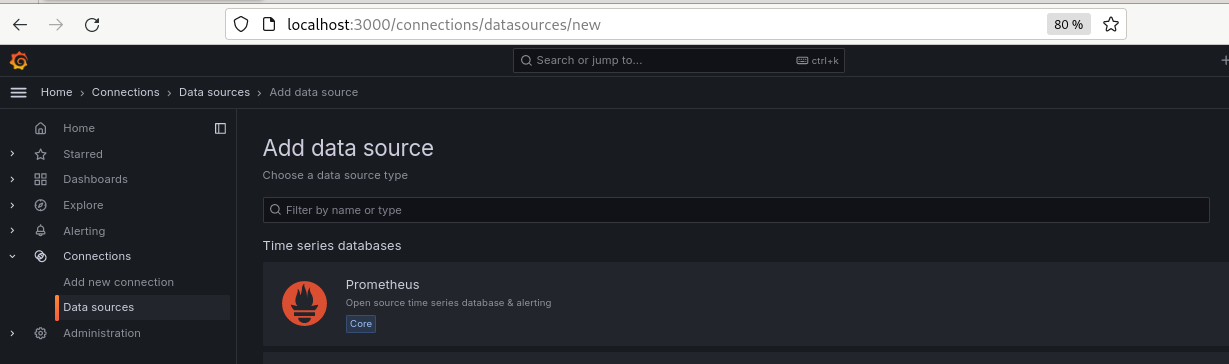 localhost:3000/connections/datasources/new
80 %
Search or jump to...
ctrl+k
Home › Connections › Data sources › Add data source
Home
Starred
Dashboards
Explore
Alerting
Connections
Add new connection
Data sources
Administration
Add data source
Choose a data source type
Filter by name or type
Time series databases
Prometheus
Open source time series database & alerting
Core